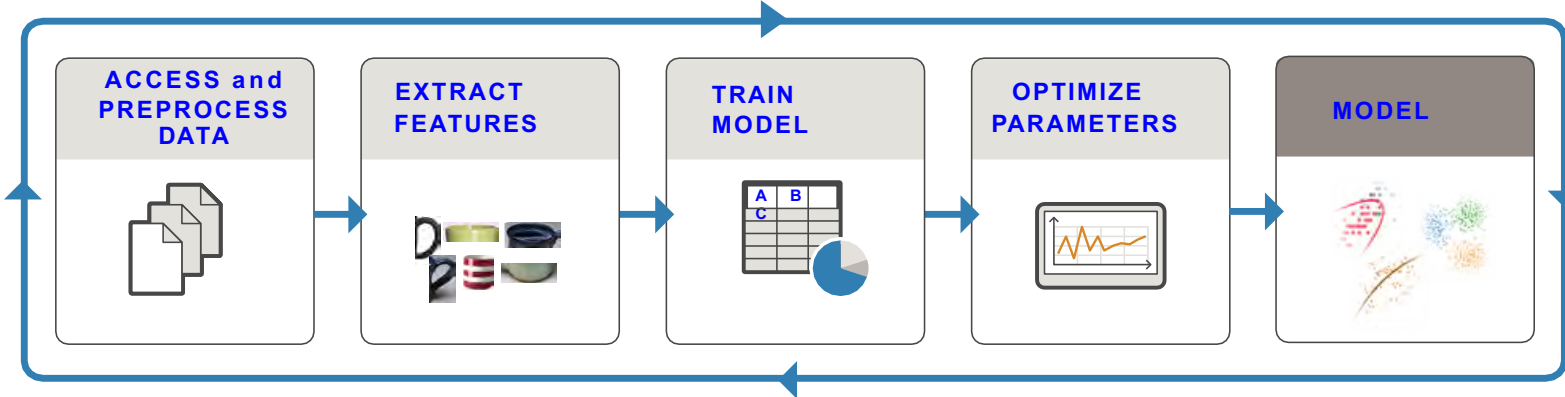 ACCESS and
PREPROCESS
DATA
EXTRACT
FEATURES
TRAIN
MODEL
A B
C
OPTIMIZE
PARAMETERS
MODEL